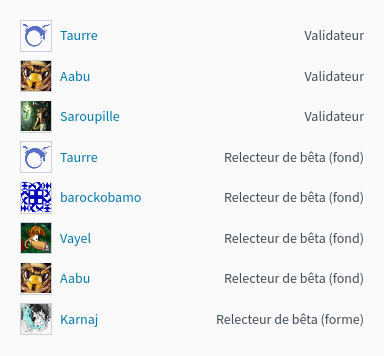 Taurre Validateur
Aabu Validateur
Saroupille Validateur
Taurre Relecteur de bêta (fond)
barockobamo Relecteur de bêta (fond)
Vayel Relecteur de bêta (fond)
Aabu Relecteur de bêta (fond)
Karnaj Relecteur de bêta (forme)